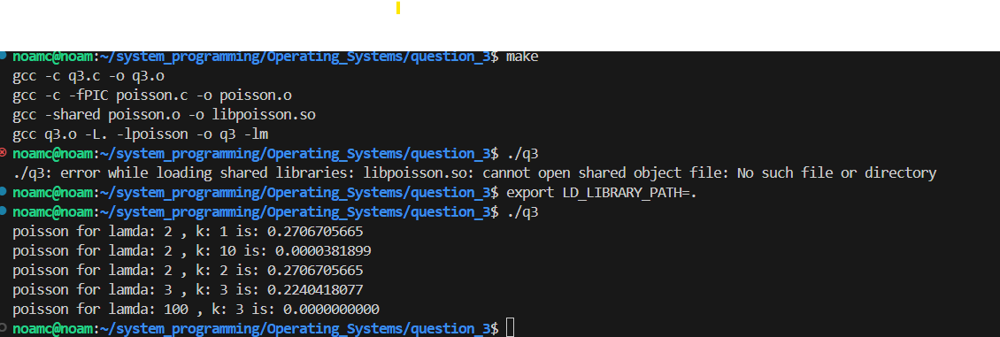 noamc@noam:~/system_programming/Operating_Systems/question_3$ make
gcc -c q3.c -o q3.o
gcc -c -fPIC poisson.c -o poisson.o
gcc -shared poisson.o -o libpoisson.so
gcc q3.o -L. -lpoisson -o q3 -lm
noamc@noam:~/system_programming/Operating_Systems/question_3$ ./q3
./q3: error while loading shared libraries: libpoisson.so: cannot open shared object file: No such file or directory
noamc@noam:~/system_programming/Operating_Systems/question_3$ export LD_LIBRARY_PATH=.
noamc@noam:~/system_programming/Operating_Systems/question_3$ ./q3
poisson for lamda: 2 , k: 1 is: 0.2706705665
poisson for lamda: 2 , k: 10 is: 0.0000381899
poisson for lamda: 2 , k: 2 is: 0.2706705665
poisson for lamda: 3 , k: 3 is: 0.2240418077
poisson for lamda: 100 , k: 3 is: 0.0000000000
noamc@noam:~/system_programming/Operating_Systems/question_3$